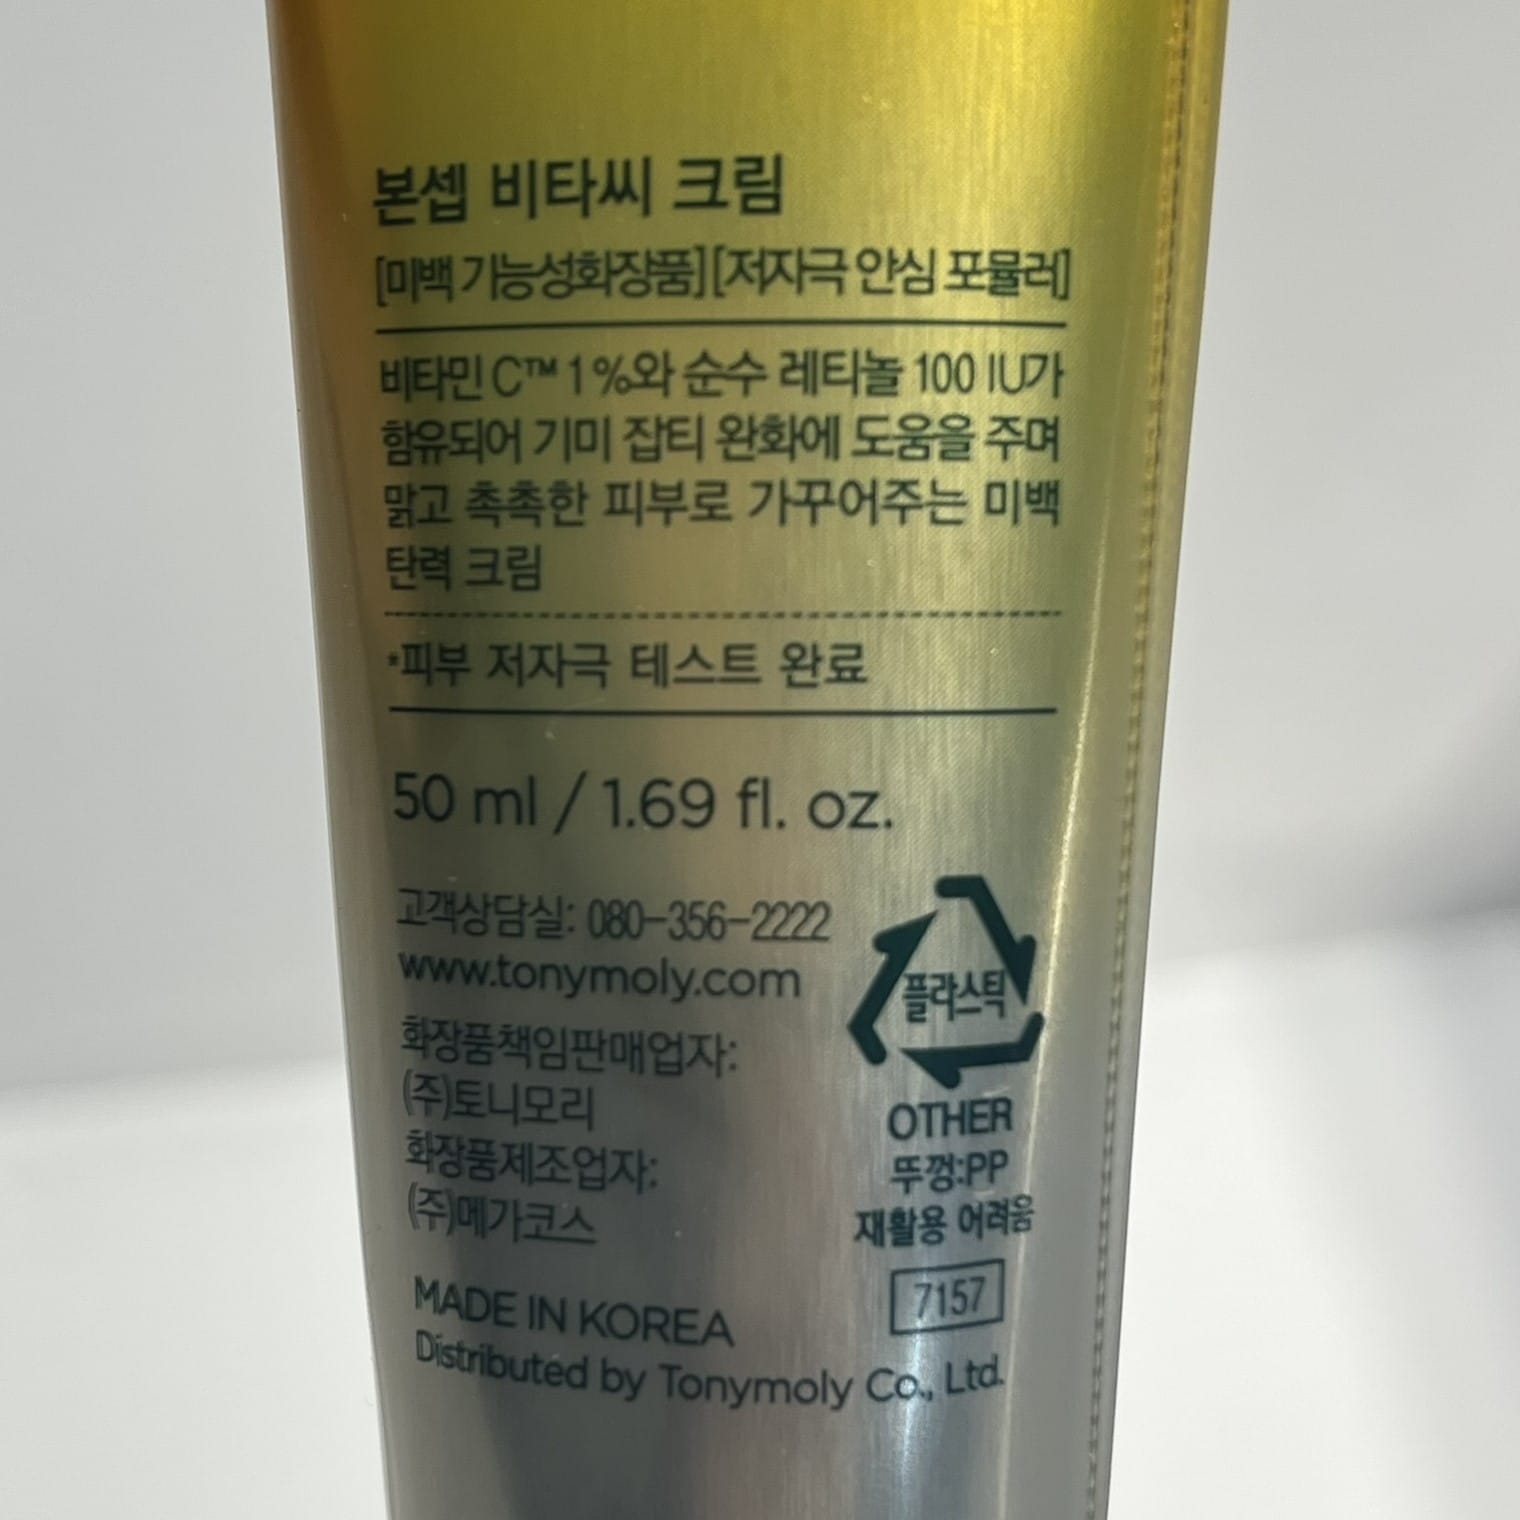 본셉 비타씨 크림
[미백 기능성화장품][저자극 안심 포뮬러]
비타민 C™ 1%와 순수 레티놀 100 IU가
함유되어 기미 잡티 완화에 도움을 주며
맑고 촉촉한 피부로 가꾸어주는 미백
탄력 크림
*피부 저자극 테스트 완료
50 ml / 1.69 fl. oz.
고객상담실: 080-356-2222
www.tonymoly.com
화장품책임판매업자:
(주)토니모리
화장품제조업자:
(주)메가코스
플라스틱
OTHER
뚜껑:PP
재활용 어려움
7157
MADE IN KOREA
Distributed by Tonymoly Co., Ltd.